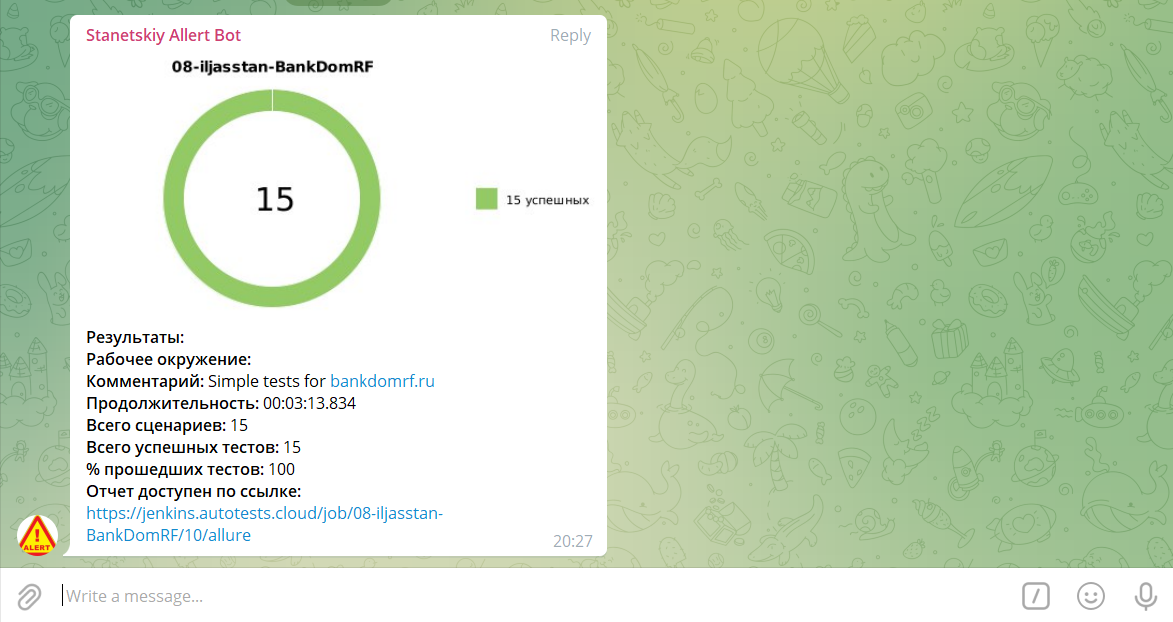 Stanetskiy Allert Bot
Reply
08-iljasstan-BankDomRF
15
15 успешных
Результаты:
Рабочее окружение:
Комментарий: Simple tests for bankdomrf.ru
Продолжительность: 00:03:13.834
Всего сценариев: 15
Всего успешных тестов: 15
% прошедших тестов: 100
Отчет доступен по ссылке:
https://jenkins.autotests.cloud/job/08-iljasstan-
BankDomRF/10/allure
ALERT
20:27
Write a message...